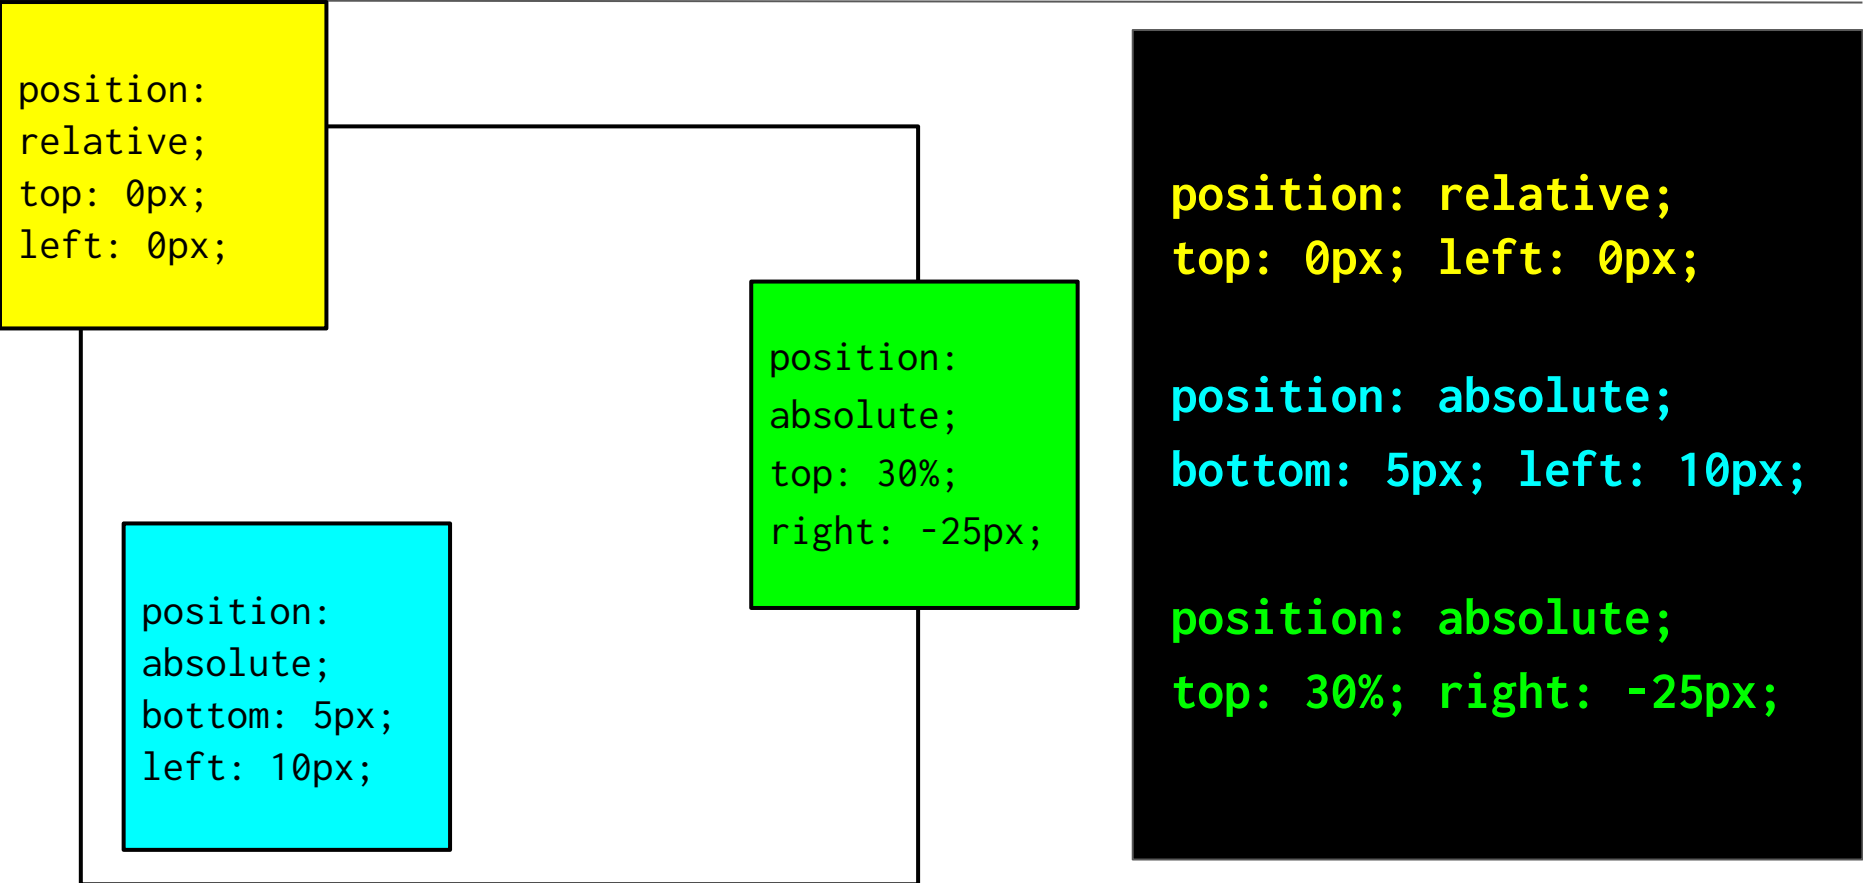 position:
relative;
top: 0px;
left: 0px;
position:
absolute;
top: 30%;
right: -25px;
position:
absolute;
bottom: 5px;
left: 10px;
position: relative;
top: 0px; left: 0px;
position: absolute;
bottom: 5px; left: 10px;
position: absolute;
top: 30%; right: -25px;